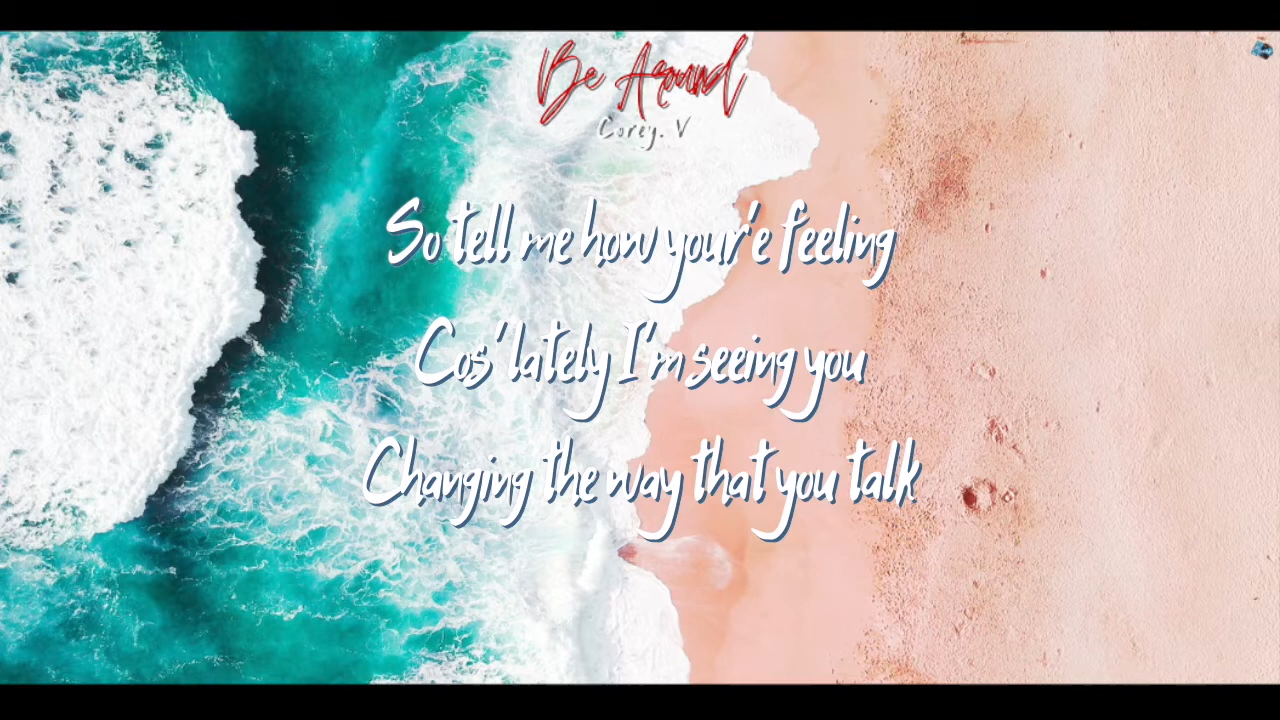 Be Around
Corey. V
So tell me how your'e feeling
Cos' lately I'm seeing you
Changing the way that you talk